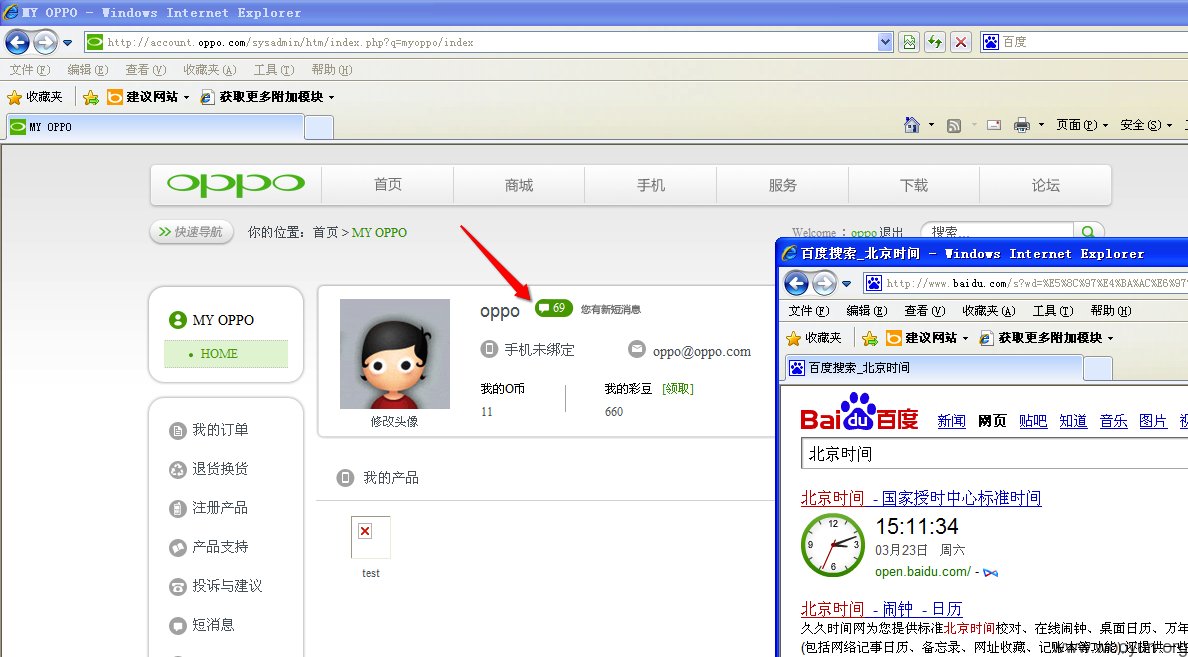 MY OPPO - Windows Internet Explorer
http://account.oppo.com/sysadmin/htm/index.php?q=myoppo/index
百度
文件(F) 编辑(E) 查看(V) 收藏夹(A) 工具(T) 帮助(H)
收藏夹 建议网站 获取更多附加模块
MY OPPO
页面(P) 安全(S)
oppo 首页 商城 手机 服务 下载 论坛
快速导航 你的位置: 首页 > MY OPPO
Welcome : oppo 退出 搜索...
MY OPPO
HOME
我的订单
退货换货
注册产品
产品支持
投诉与建议
短消息
修改头像
oppo 69 您有新短消息
手机未绑定 oppo@oppo.com
我的O币 我的彩豆 [领取]
11 660
我的产品
test
百度搜索_北京时间 - Windows Internet Explorer
http://www.baidu.com/s?wd=%E5%8C%97%E4%BA%AC%E6%97
文件(F) 编辑(E) 查看(V) 收藏夹(A) 工具(T) 帮助(H)
收藏夹 建议网站 获取更多附加模块
百度搜索_北京时间
Bai du 百度 新闻 网页 贴吧 知道 音乐 图片
北京时间
北京时间 - 国家授时中心标准时间
12 3 6 9
15:11:34
03月23日 周六
open.baidu.com/ -
北京时间 - 闹钟 - 日历
久久时间网为您提供标准北京时间校对、在线闹钟、桌面日历、万年
(包括网络记事日历、备忘录、网址收藏、记账本等功能)